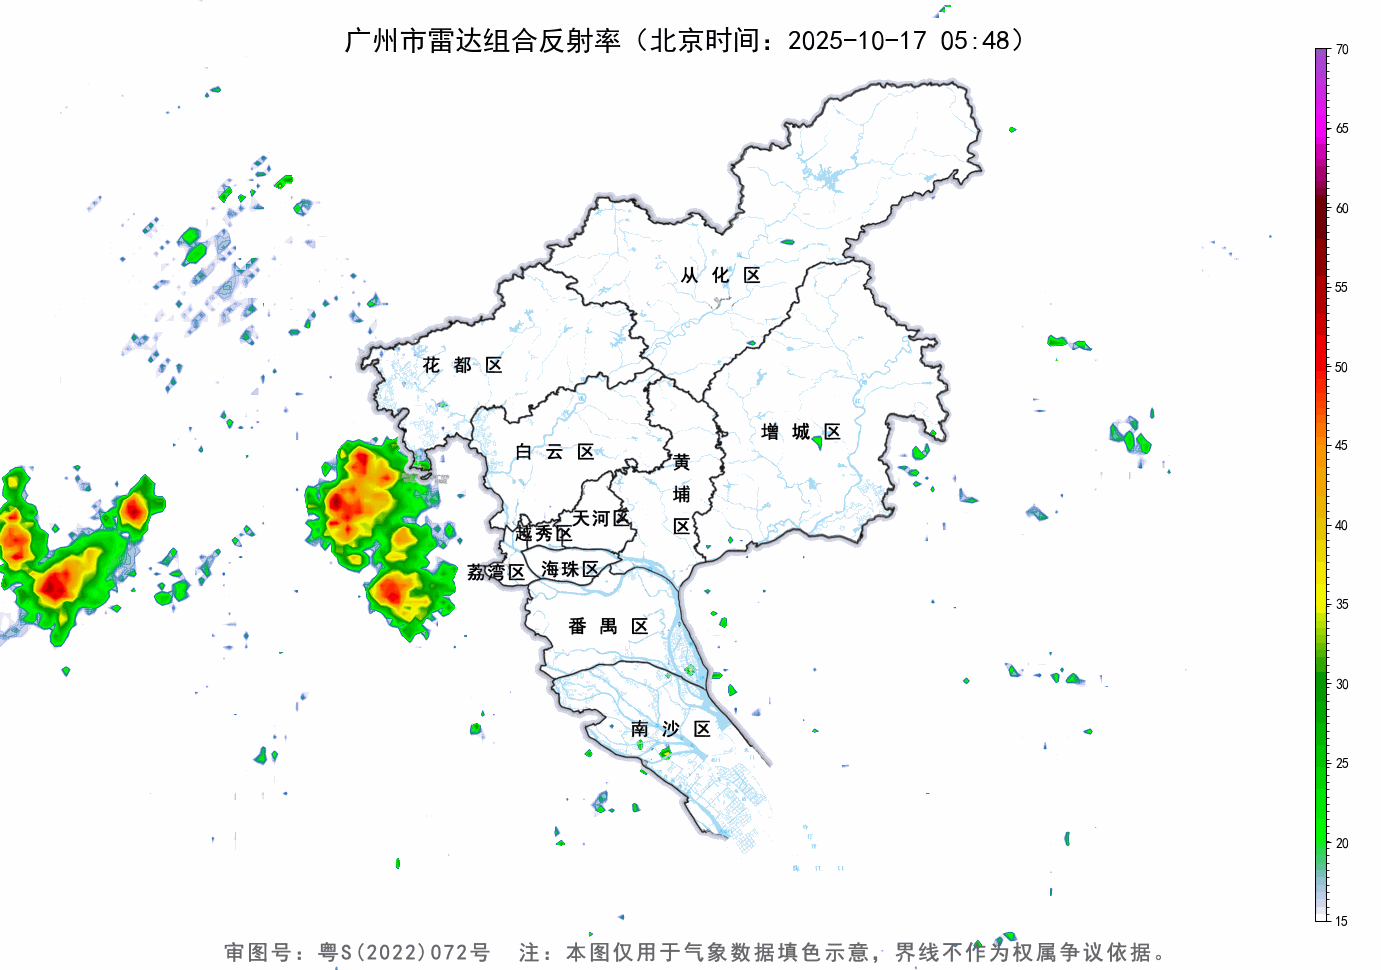 广州市雷达组合反射率（北京时间：2025-10-17 05:48）
70
65
60
55
50
45
40
35
30
25
20
15
从化区
花都区
增城区
白云区
黄埔区
天河区
越秀区
荔湾区
海珠区
番禺区
南沙区
审图号：粤S(2022)072号 注：本图仅用于气象数据填色示意，界线不作为权属争议依据。